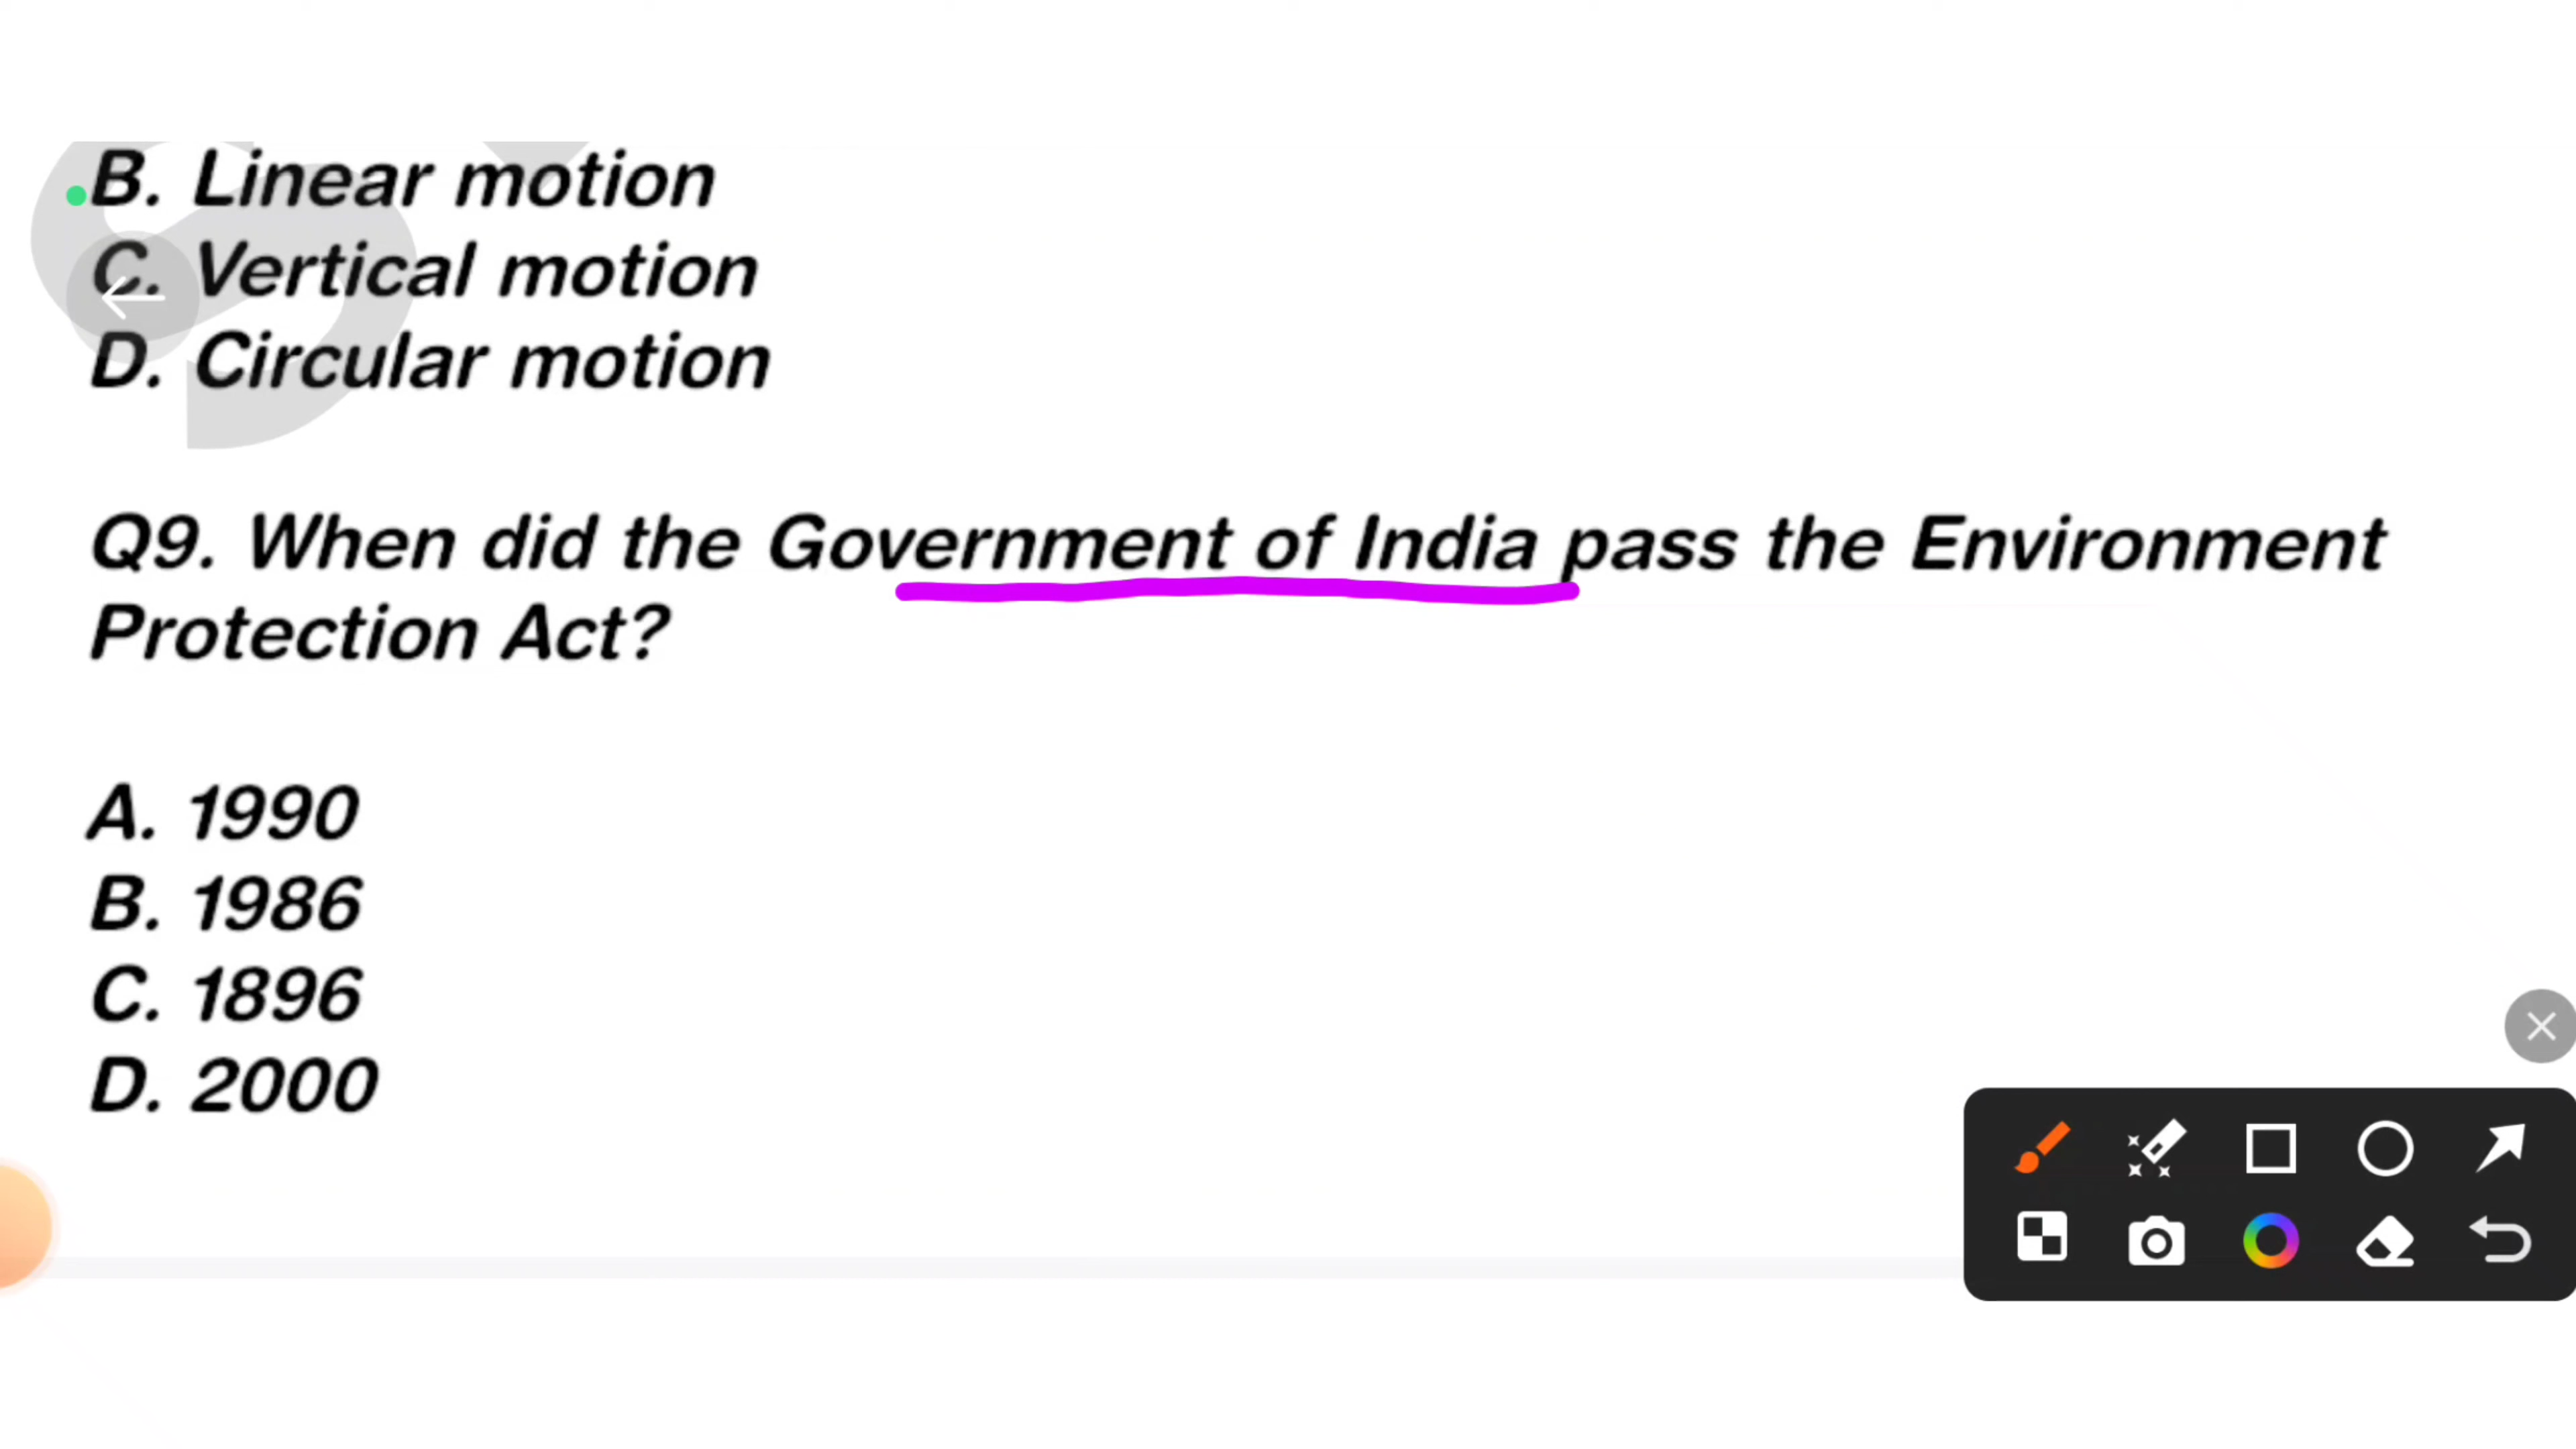 B. Linear motion
C. Vertical motion
D. Circular motion
Q9. When did the Government of India pass the Environment
Protection Act?
A. 1990
B. 1986
C. 1896
D. 2000